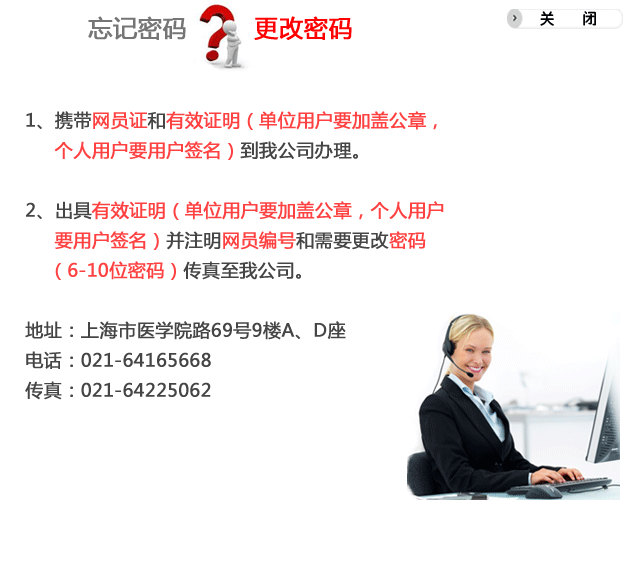 忘记密码 ? 更改密码
关 闭
1、携带网员证和有效证明（单位用户要加盖公章，
个人用户要用户签名）到我公司办理。
2、出具有效证明（单位用户要加盖公章，个人用户
要用户签名）并注明网员编号和需要更改密码
（6-10位密码）传真至我公司。
地址：上海市医学院路69号9楼A、D座
电话：021-64165668
传真：021-64225062